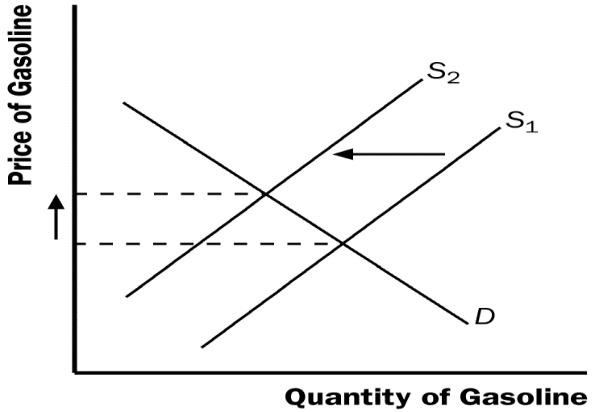 Price of Gasoline
S2
S1
D
Quantity of Gasoline